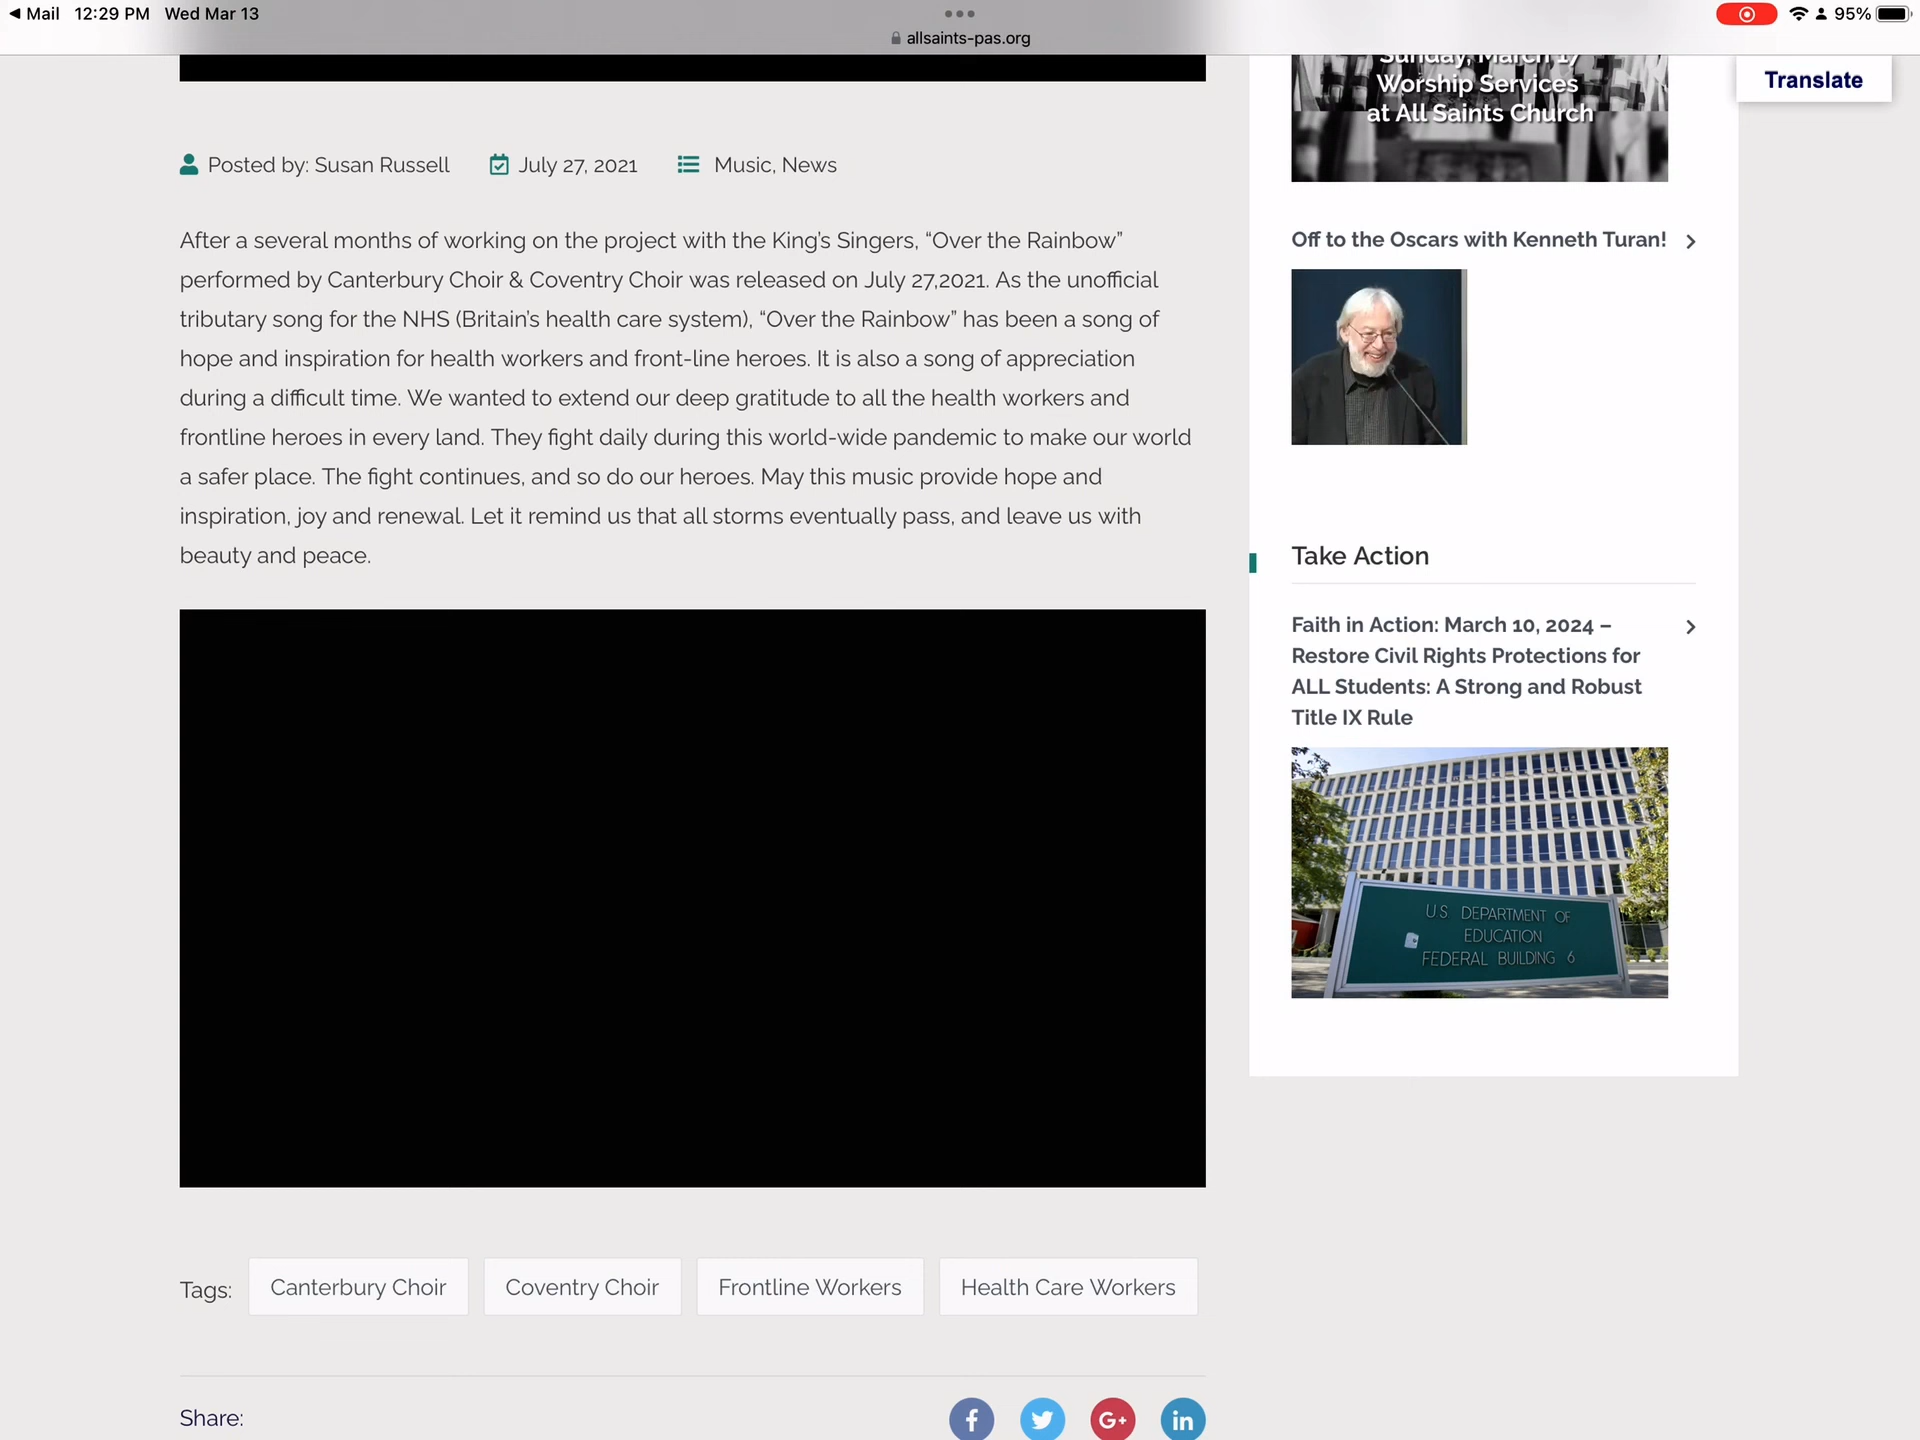 Mail 12:29 PM Wed Mar 13
95%
allsaints-pas.org
Translate
Sunday, March 17
Worship Services
at All Saints Church
Posted by: Susan Russell July 27, 2021 Music, News
After a several months of working on the project with the King's Singers, “Over the Rainbow”
performed by Canterbury Choir & Coventry Choir was released on July 27,2021. As the unofficial
tributary song for the NHS (Britain's health care system), “Over the Rainbow” has been a song of
hope and inspiration for health workers and front-line heroes. It is also a song of appreciation
during a difficult time. We wanted to extend our deep gratitude to all the health workers and
frontline heroes in every land. They fight daily during this world-wide pandemic to make our world
a safer place. The fight continues, and so do our heroes. May this music provide hope and
inspiration, joy and renewal. Let it remind us that all storms eventually pass, and leave us with
beauty and peace.
Tags: Canterbury Choir Coventry Choir Frontline Workers Health Care Workers
Share:
f G+ in
Off to the Oscars with Kenneth Turan!
Take Action
Faith in Action: March 10, 2024 –
Restore Civil Rights Protections for
ALL Students: A Strong and Robust
Title IX Rule
US DEPARTMENT OF
EDUCATION
FEDERAL BUILDING 6